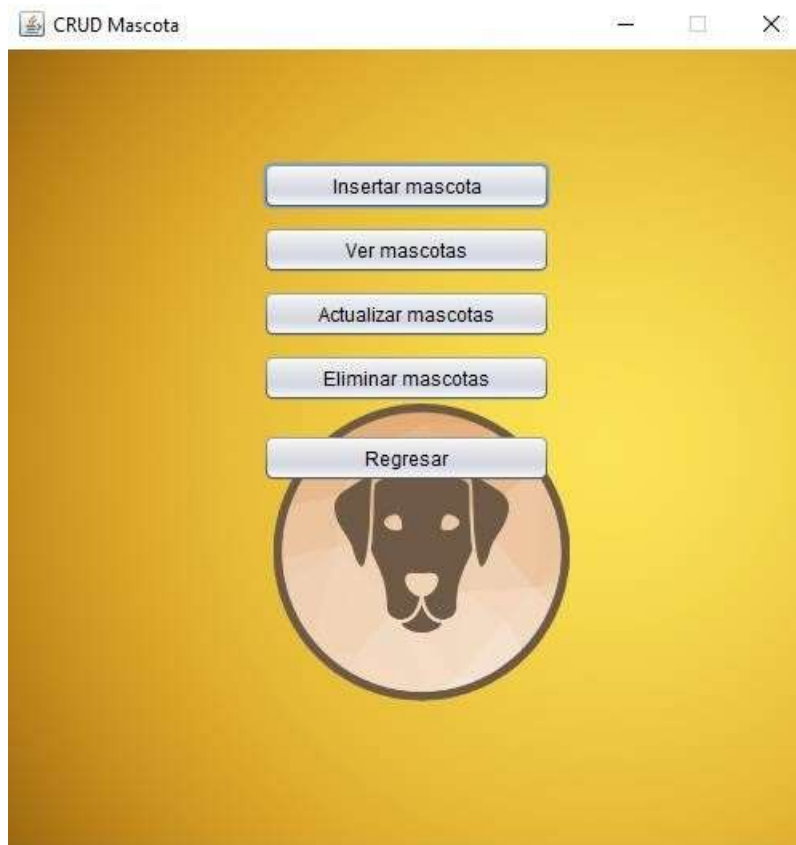 CRUD Mascota
Insertar mascota
Ver mascotas
Actualizar mascotas
Eliminar mascotas
Regresar